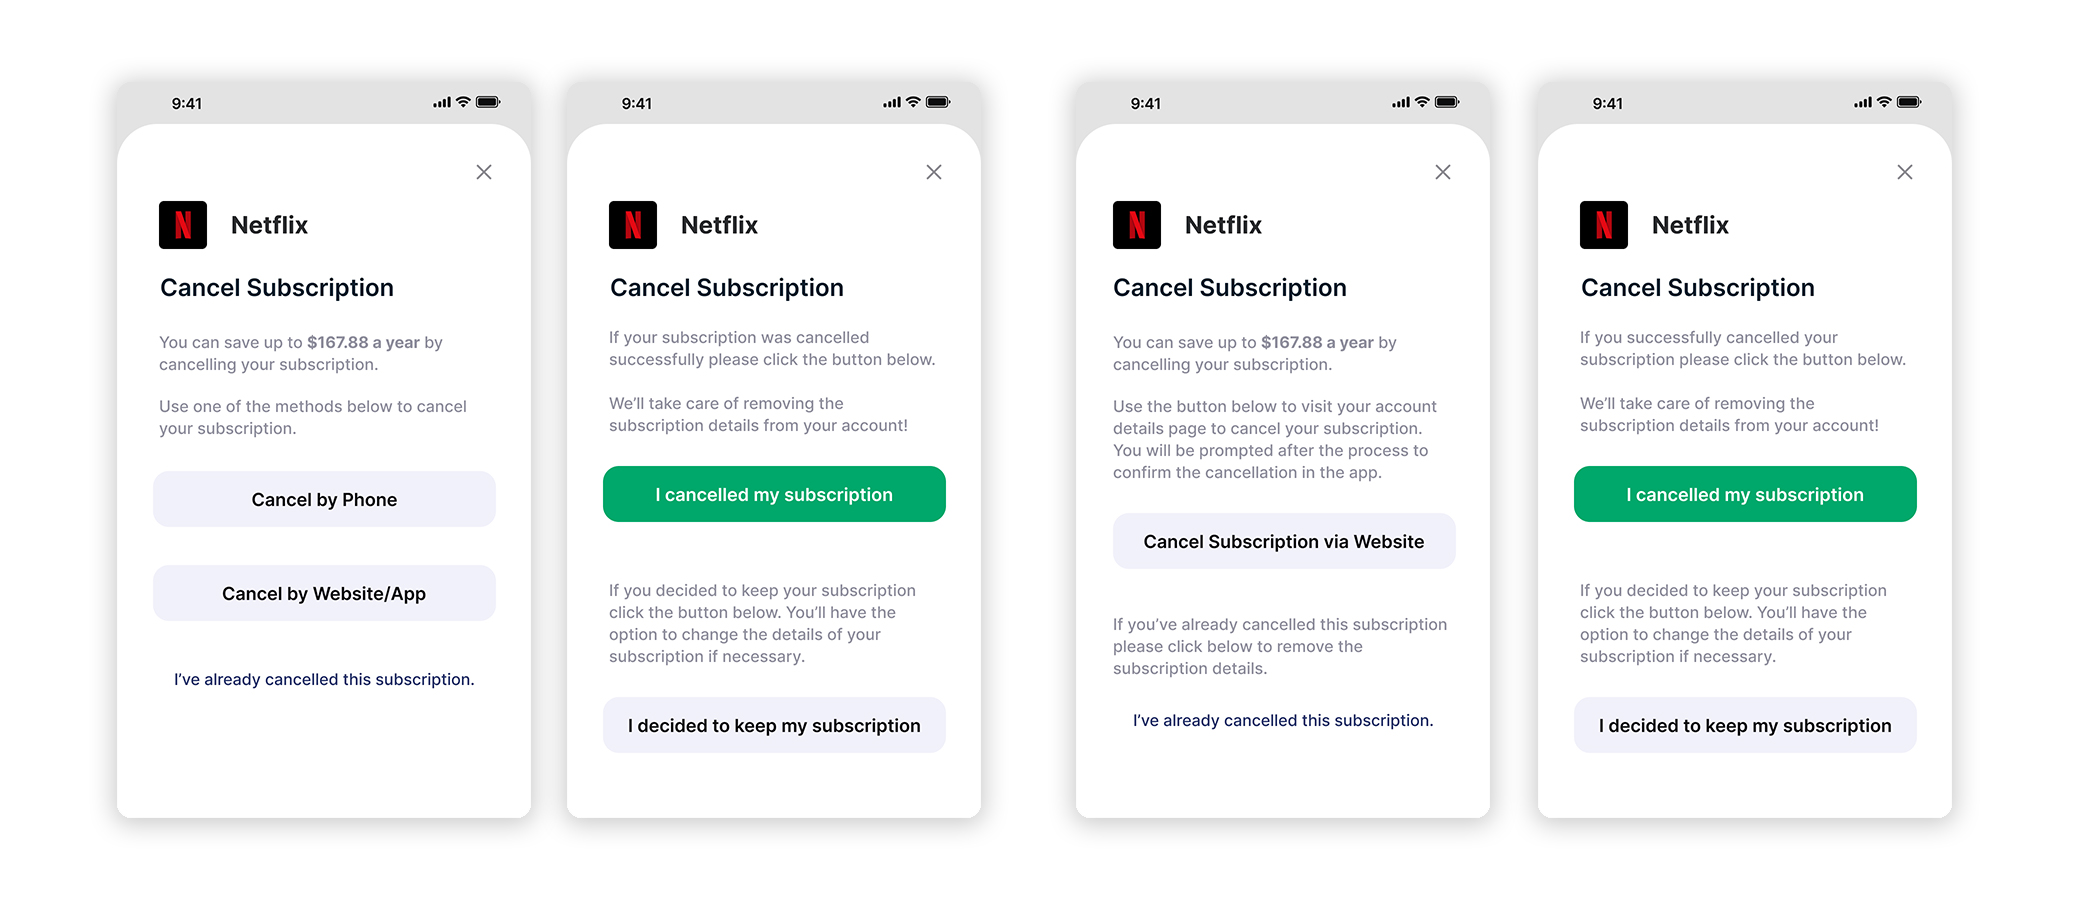 9:41
N
Netflix
Cancel Subscription
You can save up to $167.88 a year by
cancelling your subscription.
Use one of the methods below to cancel
your subscription.
Cancel by Phone
Cancel by Website/App
I’ve already cancelled this subscription.
9:41
N
Netflix
Cancel Subscription
If your subscription was cancelled
successfully please click the button below.
We’ll take care of removing the
subscription details from your account!
I cancelled my subscription
If you decided to keep your subscription
click the button below. You’ll have the
option to change the details of your
subscription if necessary.
I decided to keep my subscription
9:41
N
Netflix
Cancel Subscription
You can save up to $167.88 a year by
cancelling your subscription.
Use the button below to visit your account
details page to cancel your subscription.
You will be prompted after the process to
confirm the cancellation in the app.
Cancel Subscription via Website
If you’ve already cancelled this subscription
please click below to remove the
subscription details.
I’ve already cancelled this subscription.
9:41
N
Netflix
Cancel Subscription
If you successfully cancelled your
subscription please click the button below.
We’ll take care of removing the
subscription details from your account!
I cancelled my subscription
If you decided to keep your subscription
click the button below. You’ll have the
option to change the details of your
subscription if necessary.
I decided to keep my subscription